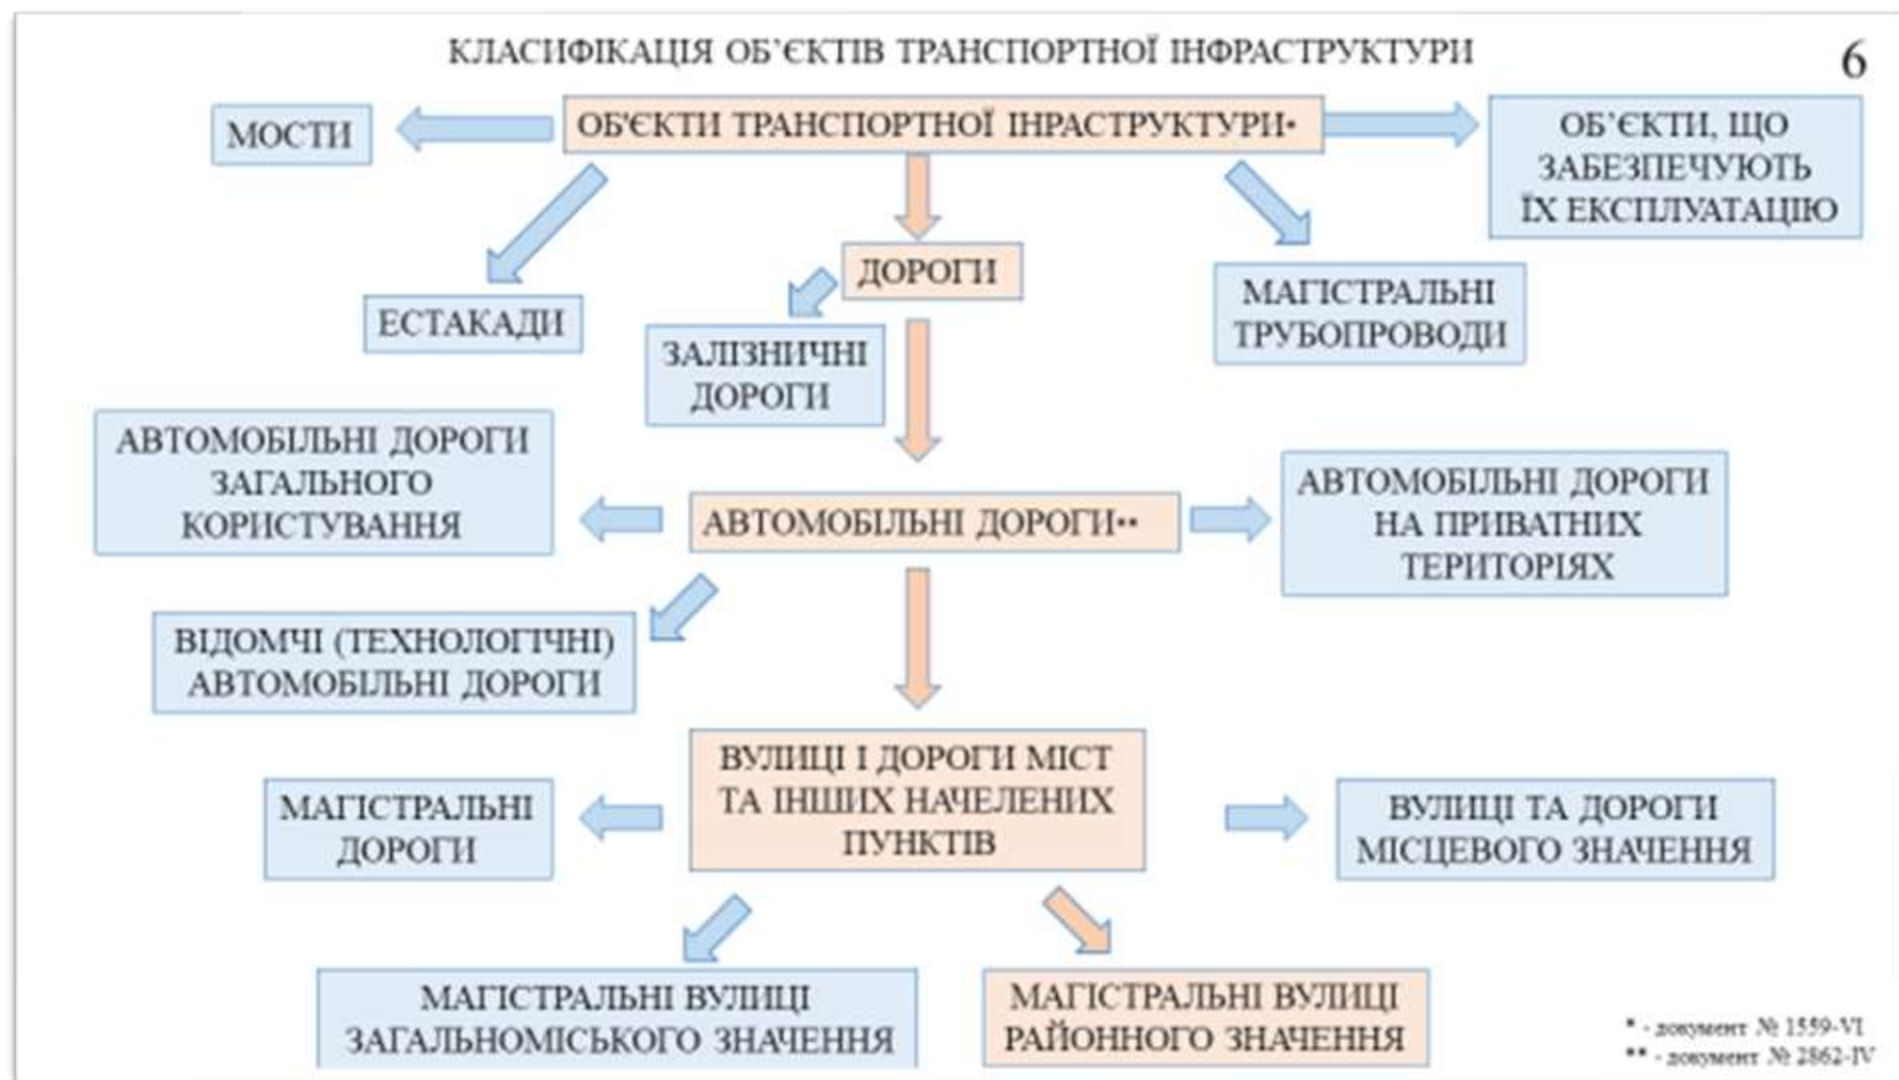 КЛАСИФІКАЦІЯ ОБ’ЄКТІВ ТРАНСПОРТНОЇ ІНФРАСТРУКТУРИ
6
МОСТИ
ОБ'ЄКТИ ТРАНСПОРТНОЇ ІНРАСТРУКТУРИ*
ОБ’ЄКТИ, ЩО
ЗАБЕЗПЕЧУЮТЬ
ЇХ ЕКСПЛУАТАЦІЮ
ДОРОГИ
ЕСТАКАДИ
МАГІСТРАЛЬНІ
ТРУБОПРОВОДИ
ЗАЛІЗНИЧНІ
ДОРОГИ
АВТОМОБІЛЬНІ ДОРОГИ
ЗАГАЛЬНОГО
КОРИСТУВАННЯ
АВТОМОБІЛЬНІ ДОРОГИ**
АВТОМОБІЛЬНІ ДОРОГИ
НА ПРИВАТНИХ
ТЕРИТОРІЯХ
ВІДОМЧІ (ТЕХНОЛОГІЧНІ)
АВТОМОБІЛЬНІ ДОРОГИ
ВУЛИЦІ І ДОРОГИ МІСТ
ТА ІНШИХ НАЧЕЛЕНИХ
ПУНКТІВ
МАГІСТРАЛЬНІ
ДОРОГИ
ВУЛИЦІ ТА ДОРОГИ
МІСЦЕВОГО ЗНАЧЕННЯ
МАГІСТРАЛЬНІ ВУЛИЦІ
ЗАГАЛЬНОМІСЬКОГО ЗНАЧЕННЯ
МАГІСТРАЛЬНІ ВУЛИЦІ
РАЙОННОГО ЗНАЧЕННЯ
* - документ № 1559-VI
** - документ № 2862-IV